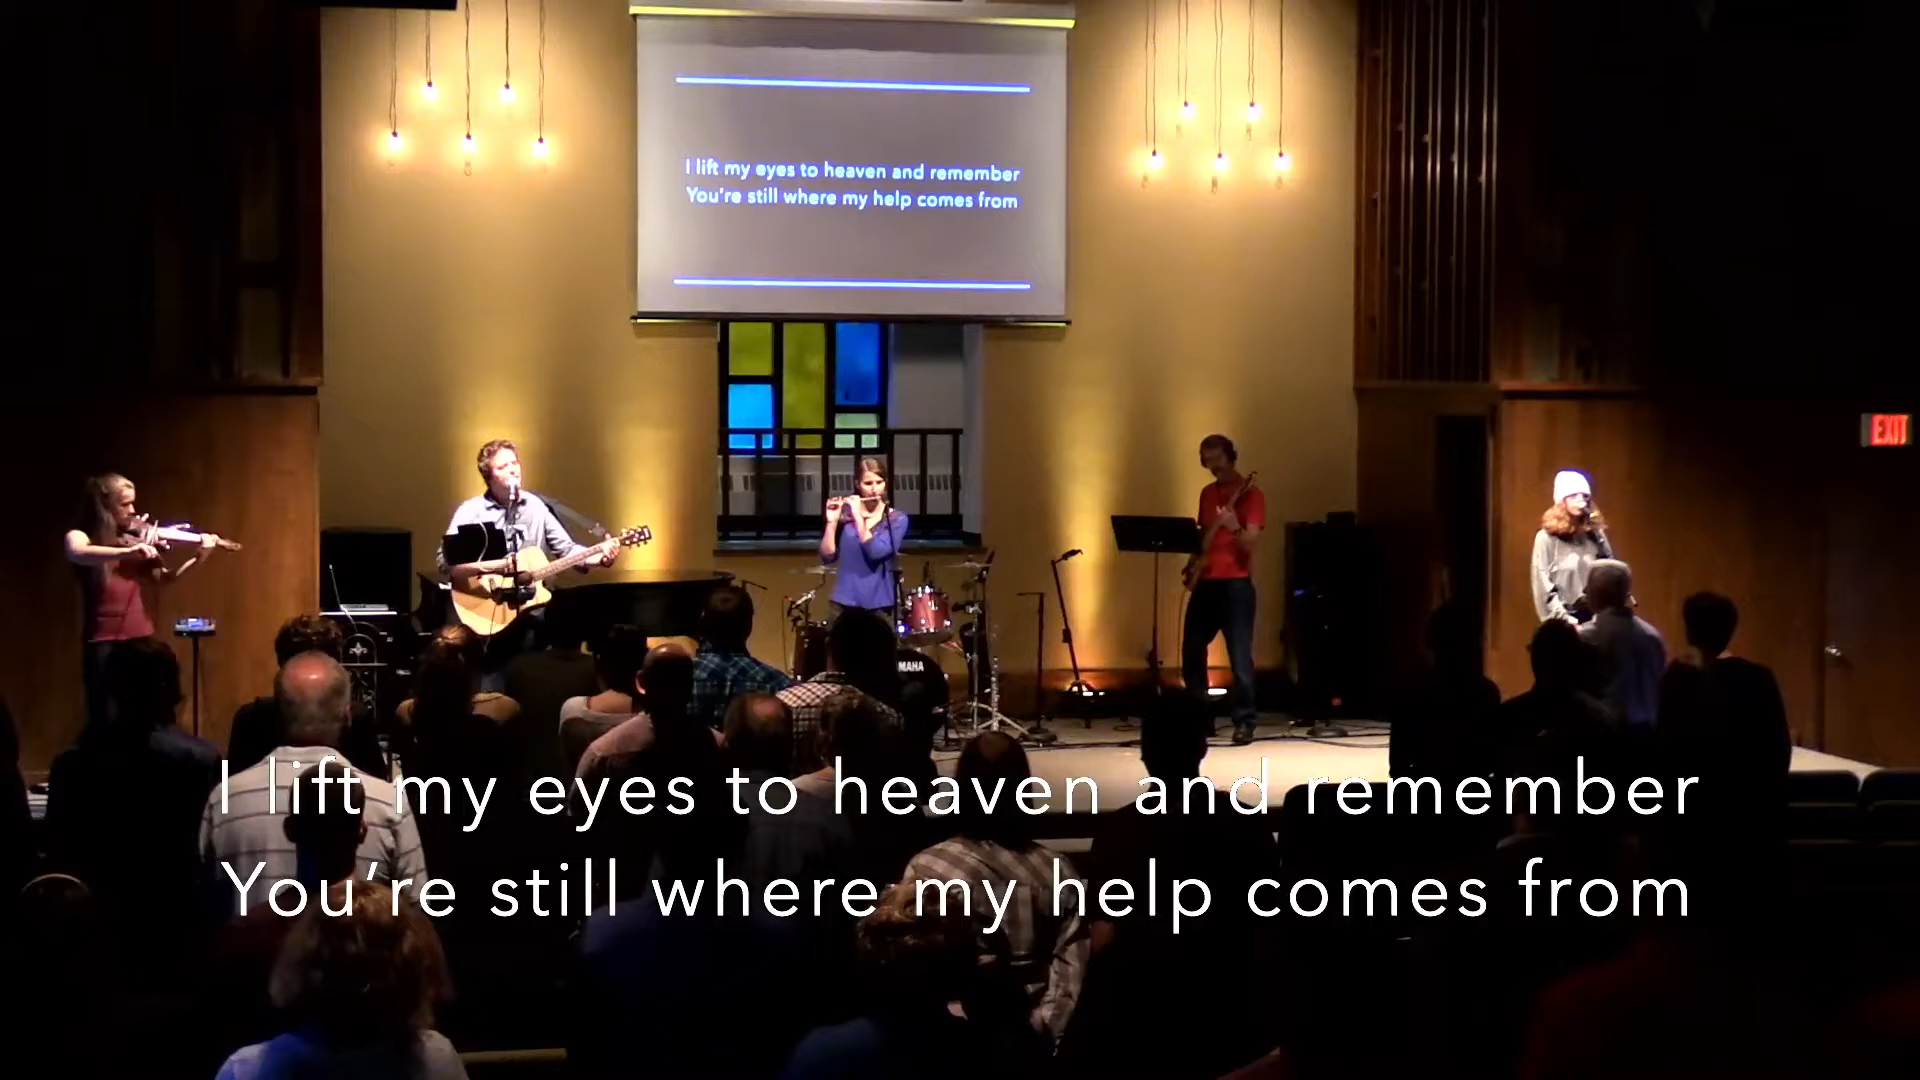 I lift my eyes to heaven and remember
You're still where my help comes from
EXIT
YAMAHA
I lift my eyes to heaven and remember
You're still where my help comes from